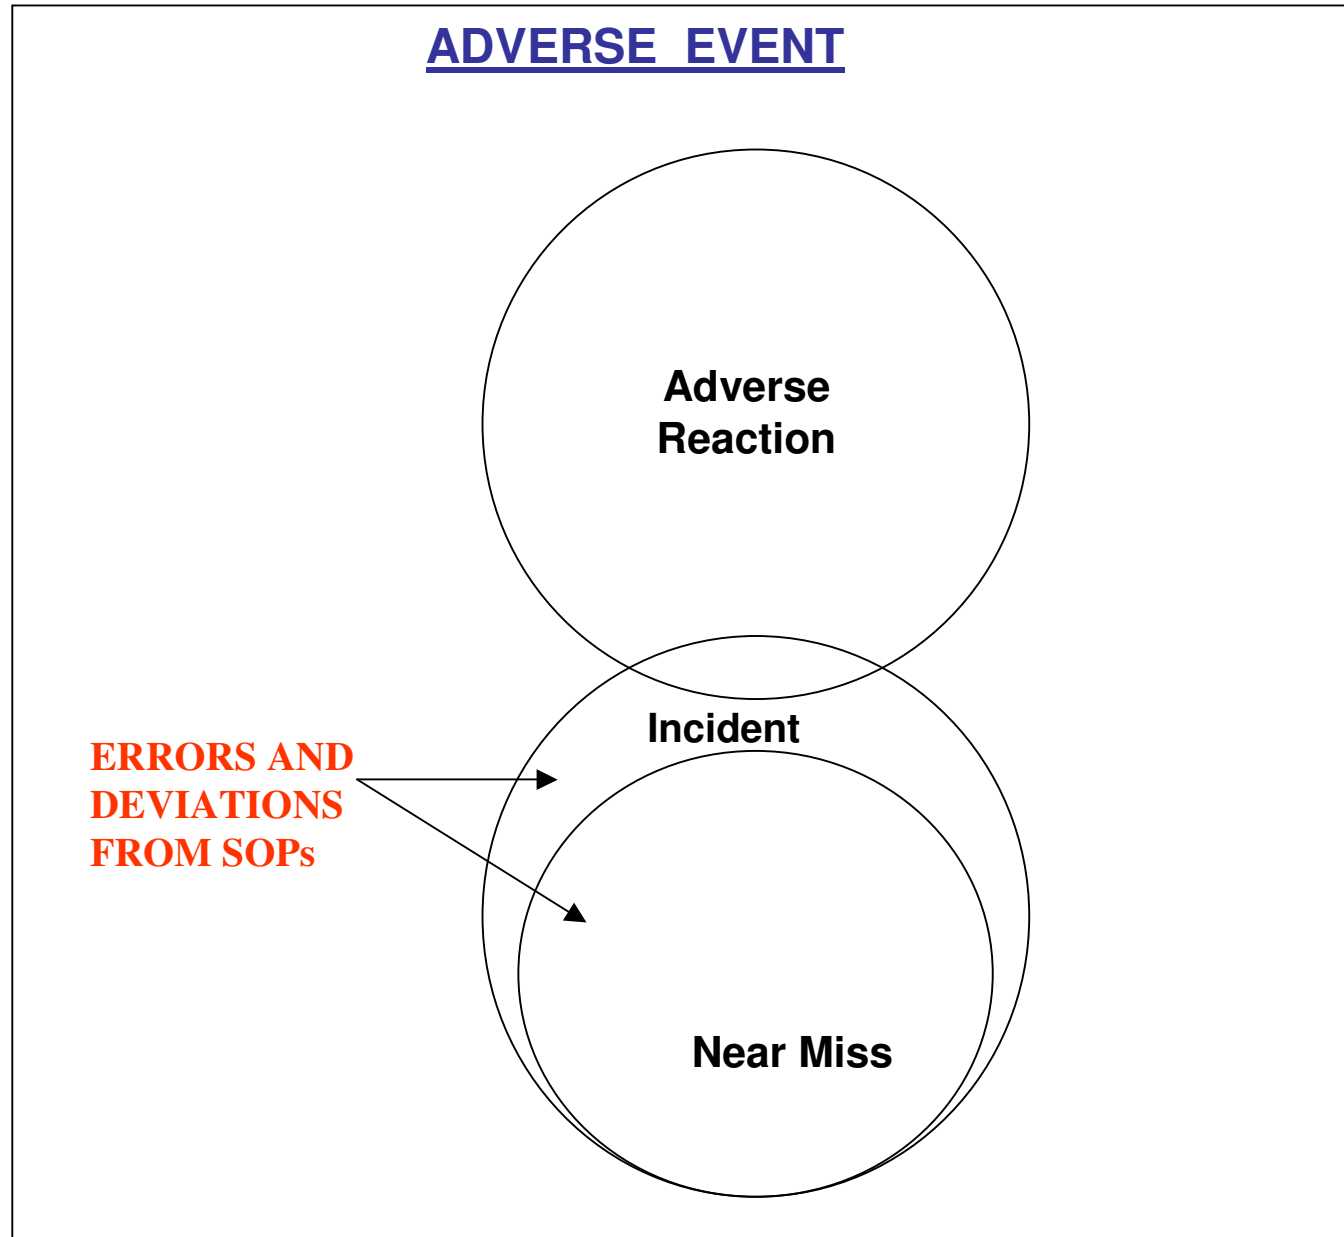 ADVERSE EVENT
Adverse
Reaction
Incident
ERRORS AND
DEVIATIONS
FROM SOPs
Near Miss